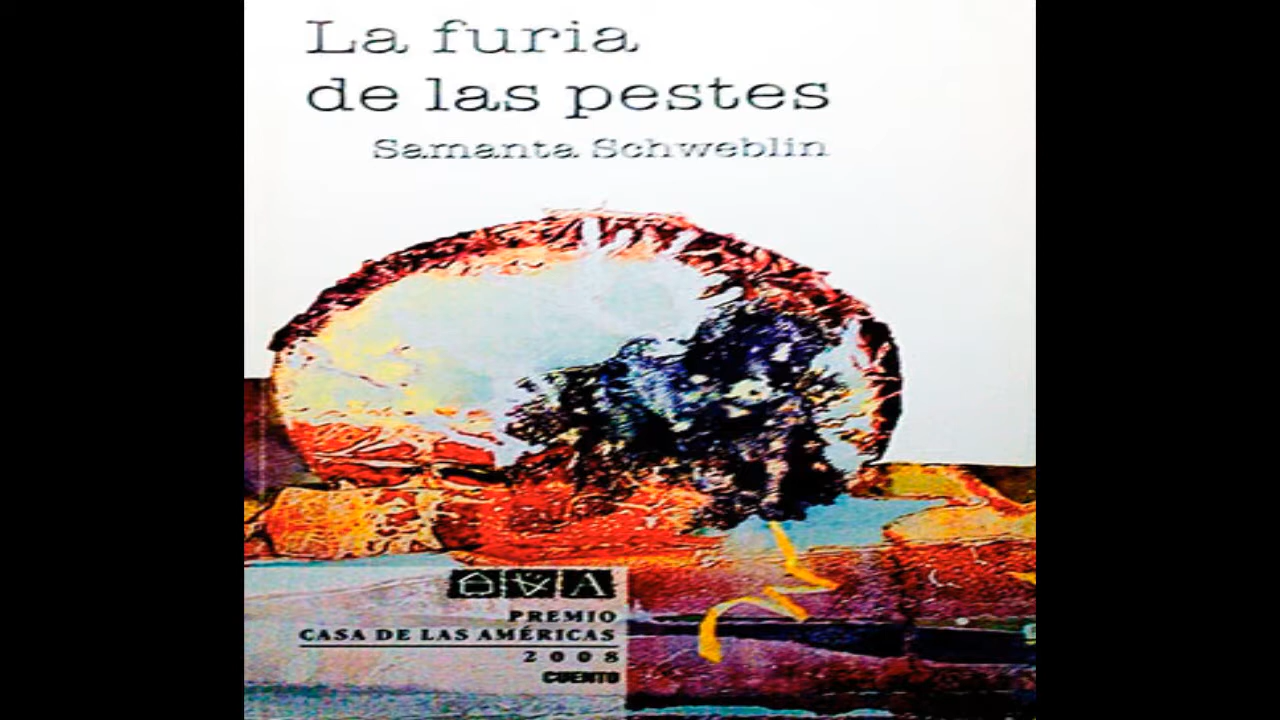 La furia
de las pestes
Samanta Schweblin
PREMIO
CASA DE LAS AMÉRICAS
2008
CUENTO